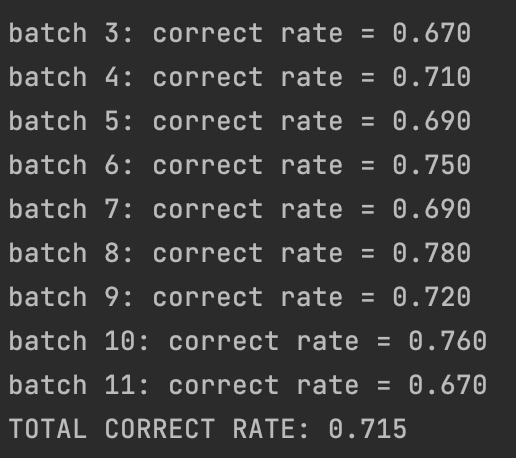 batch 3: correct rate = 0.670
batch 4: correct rate = 0.710
batch 5: correct rate = 0.690
batch 6: correct rate = 0.750
batch 7: correct rate = 0.690
batch 8: correct rate = 0.780
batch 9: correct rate = 0.720
batch 10: correct rate = 0.760
batch 11: correct rate = 0.670
TOTAL CORRECT RATE: 0.715